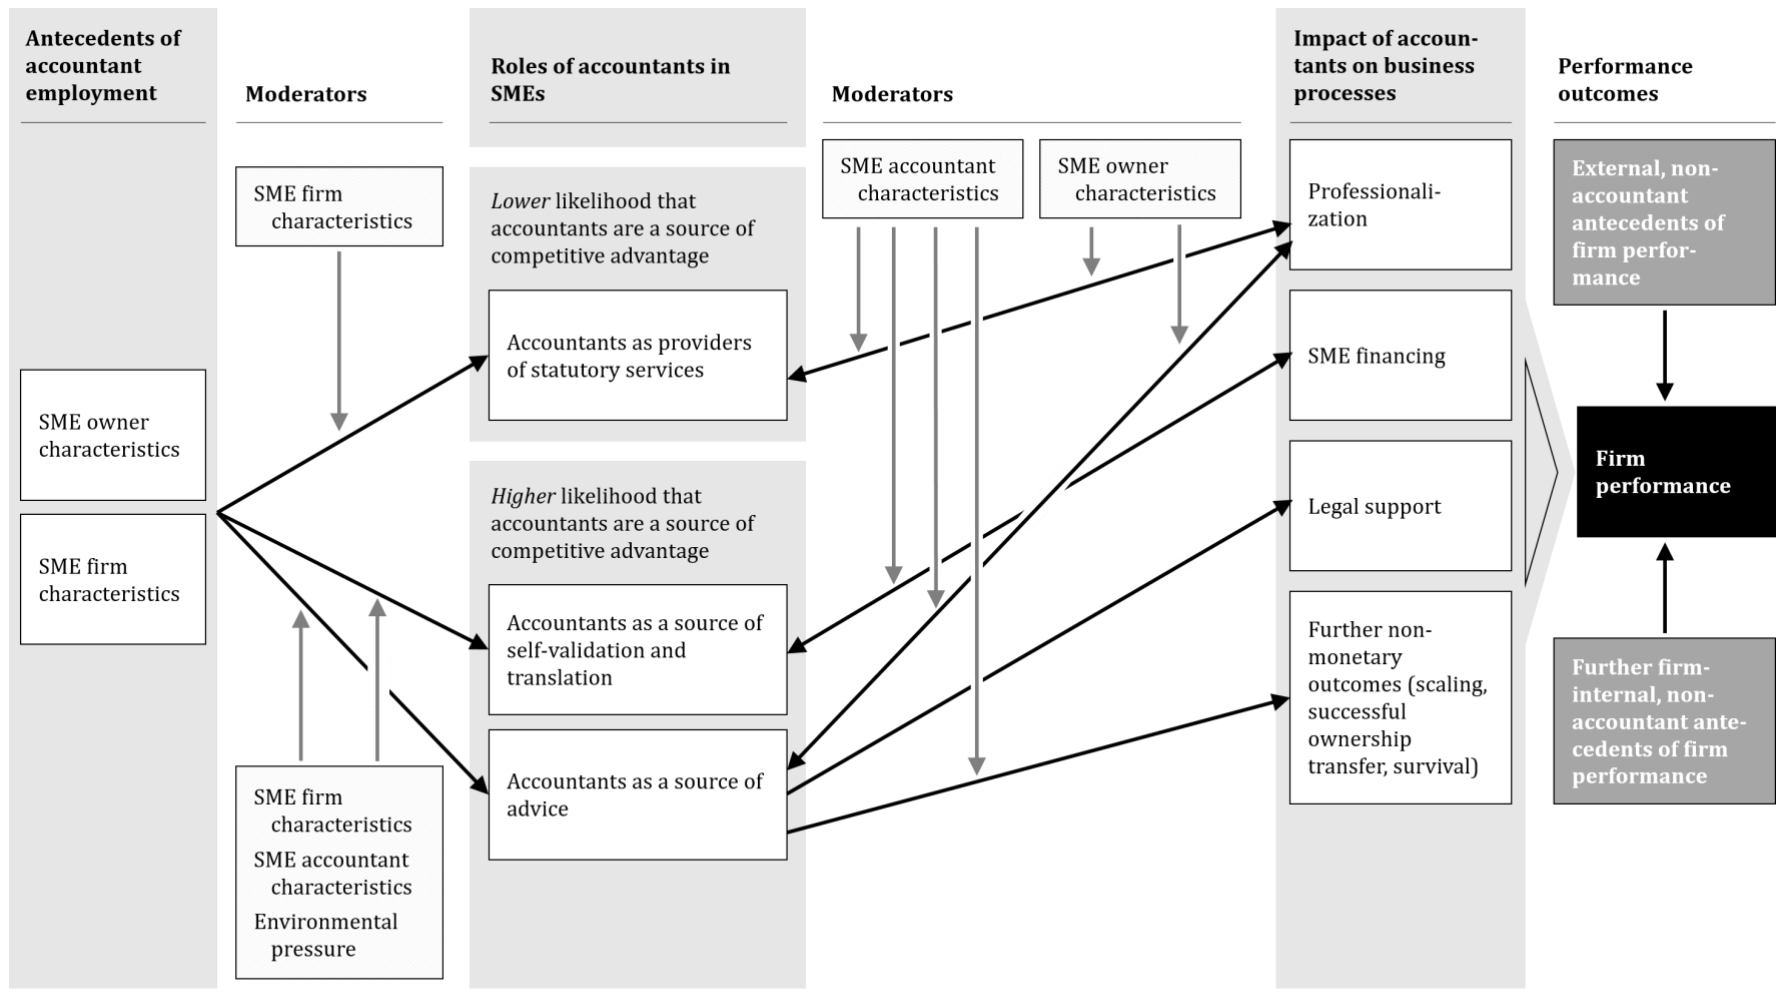 Antecedents of
accountant
employment
Moderators
Roles of accountants in
SMEs
Moderators
Impact of accoun-
tants on business
processes
Performance
outcomes
SME owner
characteristics
SME firm
characteristics
SME firm
characteristics
SME firm
characteristics
SME accountant
characteristics
Environmental
pressure
Lower likelihood that
accountants are a source of
competitive advantage
Accountants as providers
of statutory services
Higher likelihood that
accountants are a source of
competitive advantage
Accountants as a source of
self-validation and
translation
Accountants as a source of
advice
SME accountant
characteristics
SME owner
characteristics
Professionali-
zation
SME financing
Legal support
Further non-
monetary
outcomes (scaling,
successful
ownership
transfer, survival)
External, non-
accountant
antecedents of
firm perfor-
mance
Firm
performance
Further firm-
internal, non-
accountant ante-
cedents of firm
performance